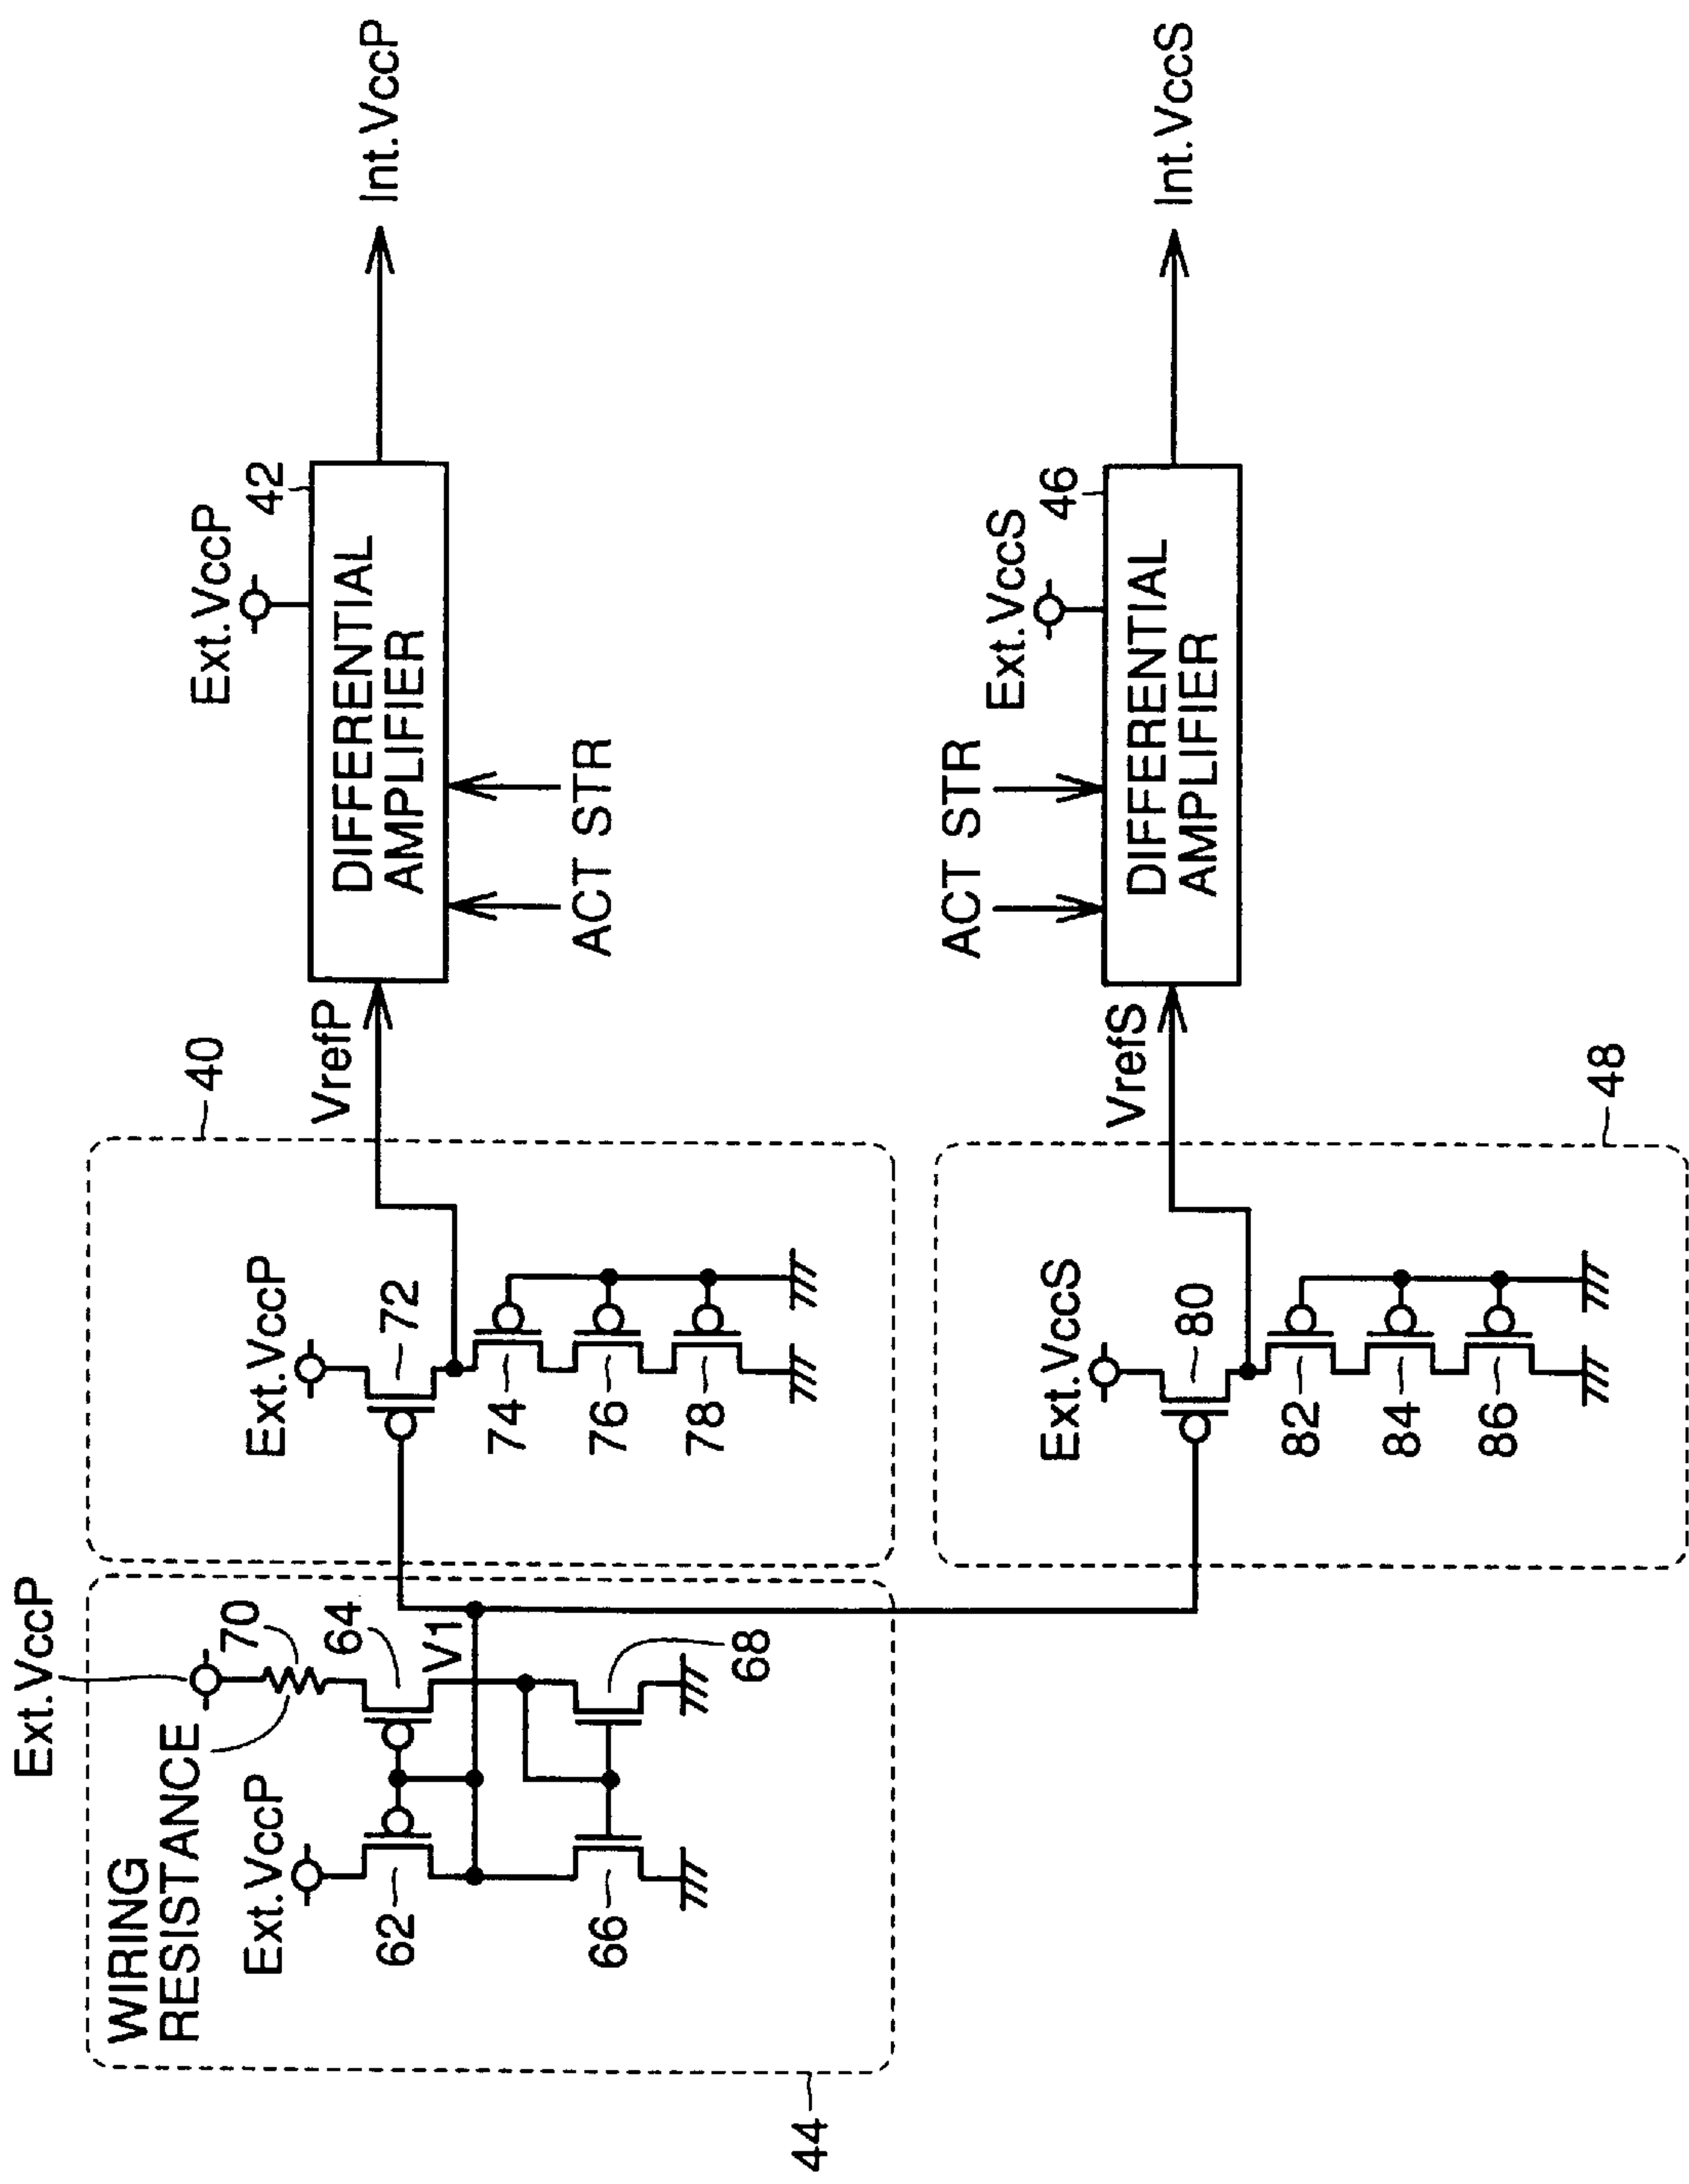 Ext.VccP
WIRING
RESISTANCE
70
Ext.VccP
64
62
V1
66
68
44
40
Ext.VccP
72
74
76
78
VrefP
Ext.VccP
42
DIFFERENTIAL
AMPLIFIER
ACT STR
Int.VccP
48
Ext.VccS
80
82
84
86
VrefS
ACT STR
Ext.VccS
46
DIFFERENTIAL
AMPLIFIER
Int.VccS